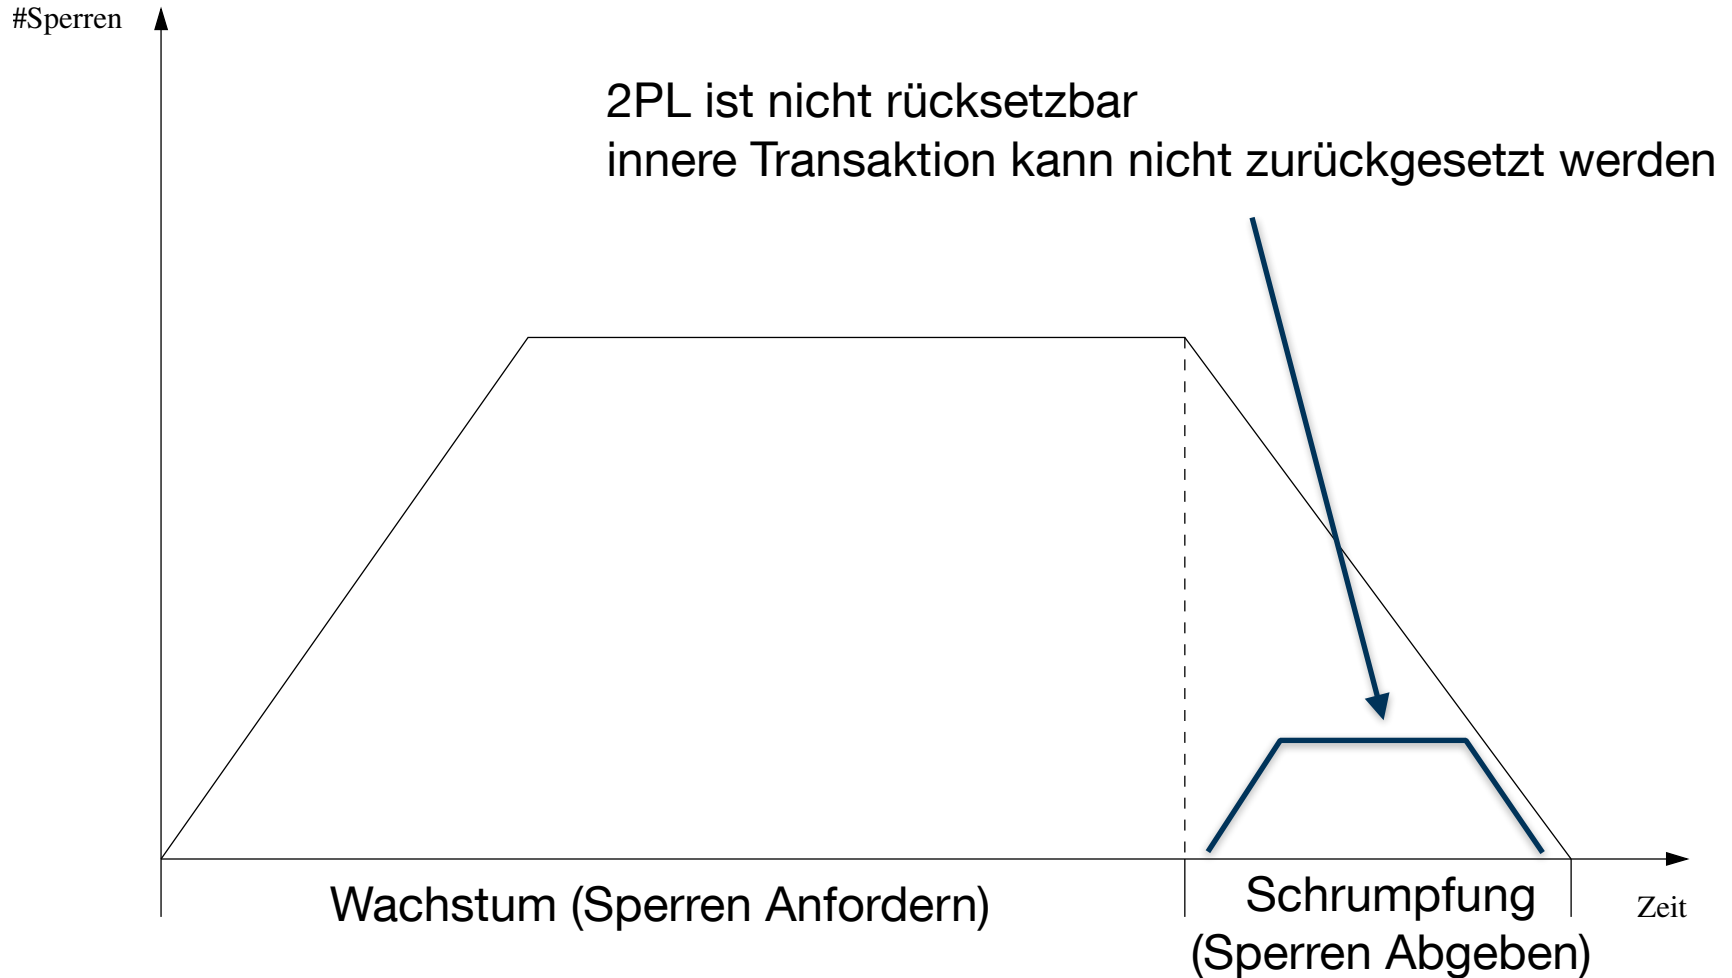 #Sperren
2PL ist nicht rücksetzbar
innere Transaktion kann nicht zurückgesetzt werden
Wachstum (Sperren Anfordern)
Schrumpfung
(Sperren Abgeben)
Zeit